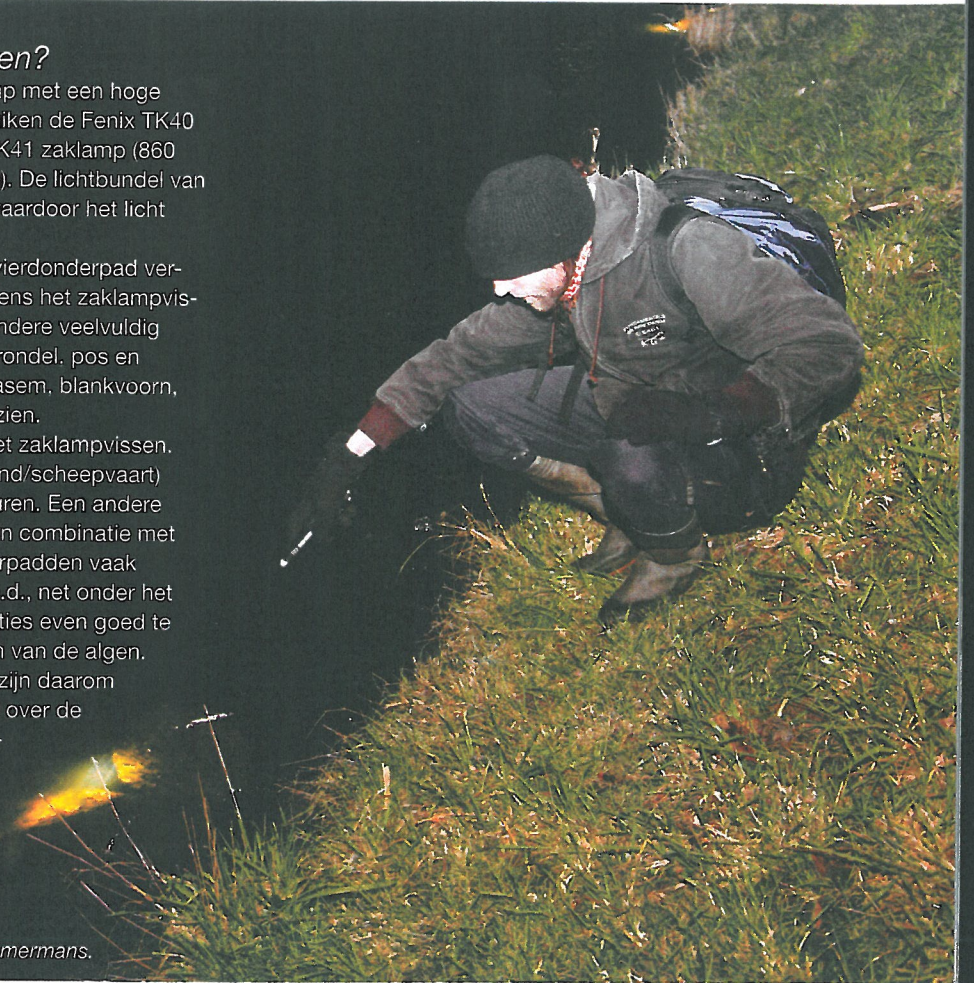 en?
p met een hoge
iken de Fenix TK40
K41 zaklamp (860
). De lichtbundel van
aardoor het licht
vierdonderpad ver-
ens het zaklampvis-
ndere veelvuldig
rondel. pos en
asem, blankvoorn,
zien.
et zaklampvissen.
nd/scheepvaart)
uren. Een andere
n combinatie met
rpadden vaak
.d., net onder het
ties even goed te
n van de algen.
zijn daarom
over de
mermans.